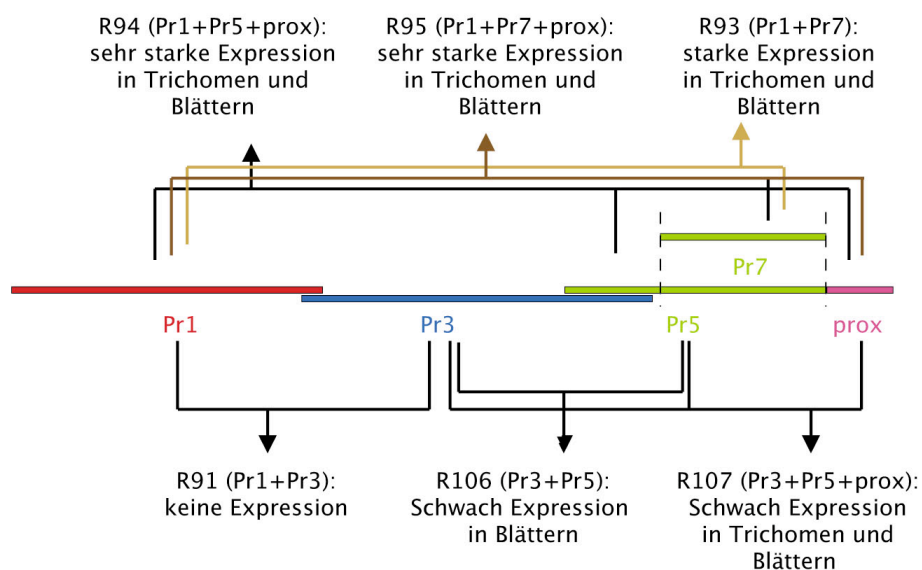 R94 (Pr1+Pr5+prox):
sehr starke Expression
in Trichomen und
Blättern
R95 (Pr1+Pr7+prox):
sehr starke Expression
in Trichomen und
Blättern
R93 (Pr1+Pr7):
starke Expression
in Trichomen und
Blättern
Pr7
Pr1
Pr3
Pr5
prox
R91 (Pr1+Pr3):
keine Expression
R106 (Pr3+Pr5):
Schwach Expression
in Blättern
R107 (Pr3+Pr5+prox):
Schwach Expression
in Trichomen und
Blättern